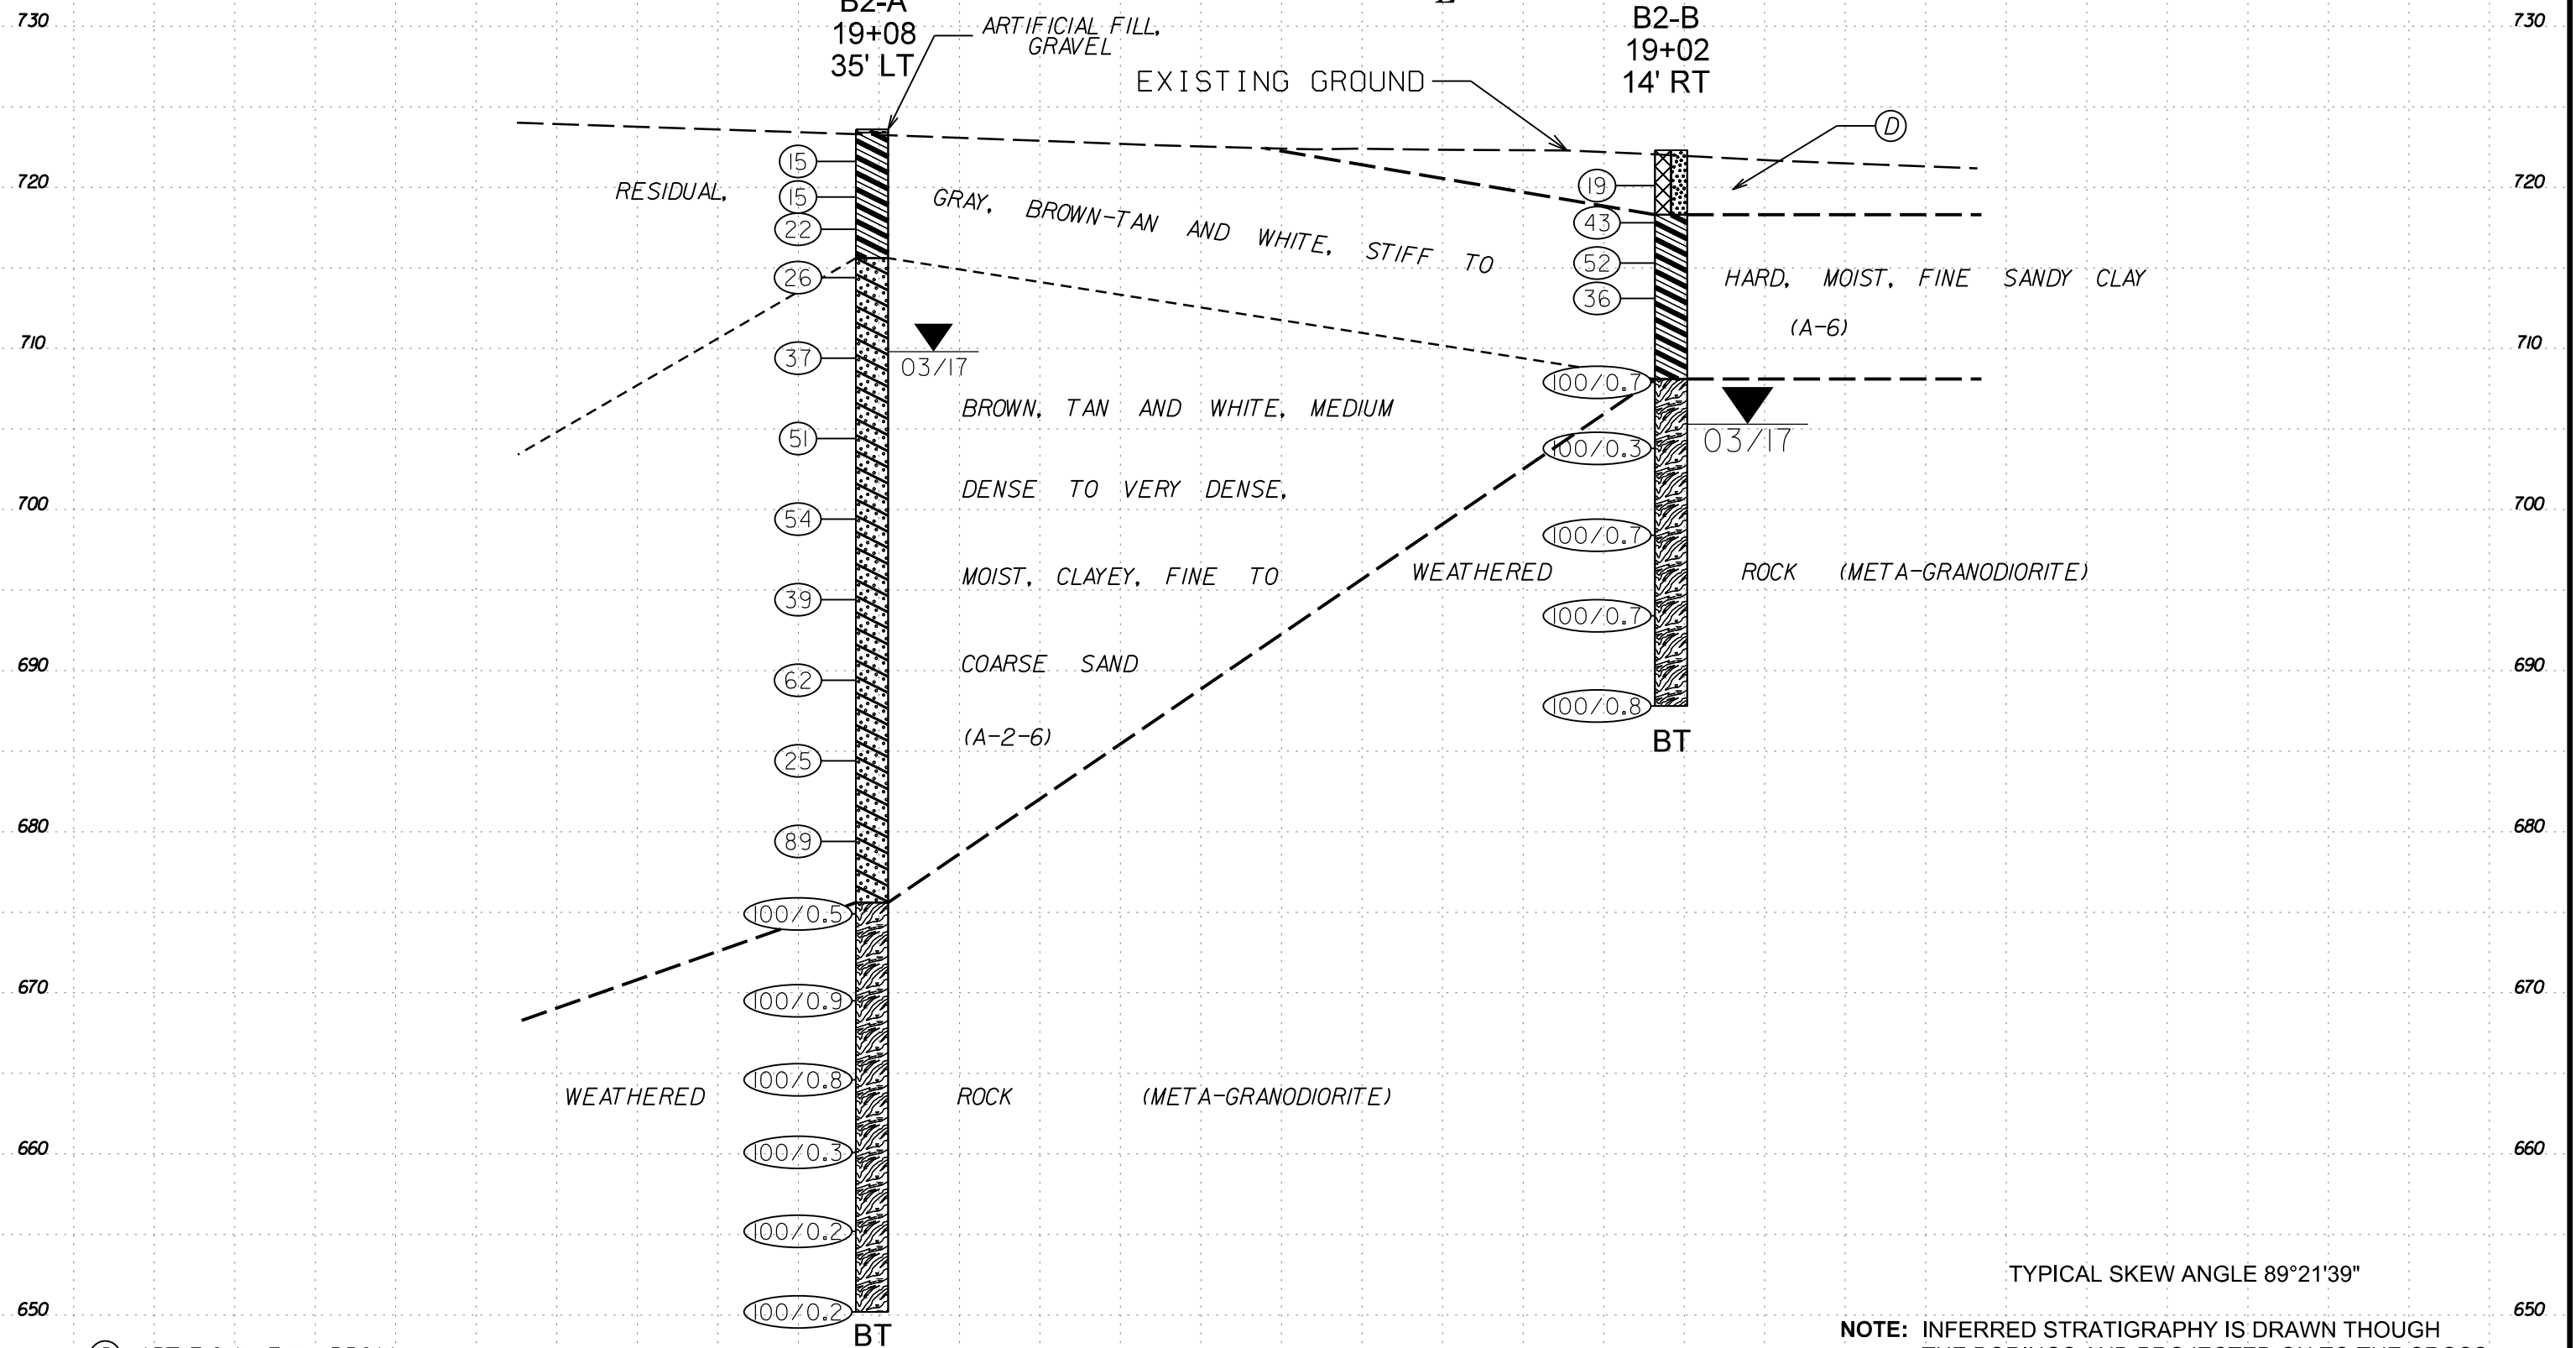 B2-A
19+08
35' LT
ARTIFICIAL FILL,
GRAVEL
B2-B
19+02
14' RT
EXISTING GROUND
D
730 730
720 720
710 710
700 700
690 690
680 680
670 670
660 660
650 650
15
15
22
26
37
51
54
39
62
25
89
100/0.5
100/0.9
100/0.8
100/0.3
100/0.2
100/0.2
BT
03/17
RESIDUAL, GRAY, BROWN-TAN AND WHITE, STIFF TO HARD, MOIST, FINE SANDY CLAY
(A-6)
BROWN, TAN AND WHITE, MEDIUM
DENSE TO VERY DENSE,
MOIST, CLAYEY, FINE TO
COARSE SAND
(A-2-6)
19
43
52
36
100/0.7
100/0.3
100/0.7
100/0.7
100/0.8
BT
03/17
WEATHERED ROCK (META-GRANODIORITE)
WEATHERED ROCK (META-GRANODIORITE)
TYPICAL SKEW ANGLE 89°21'39"
NOTE: INFERRED STRATIGRAPHY IS DRAWN THOUGH